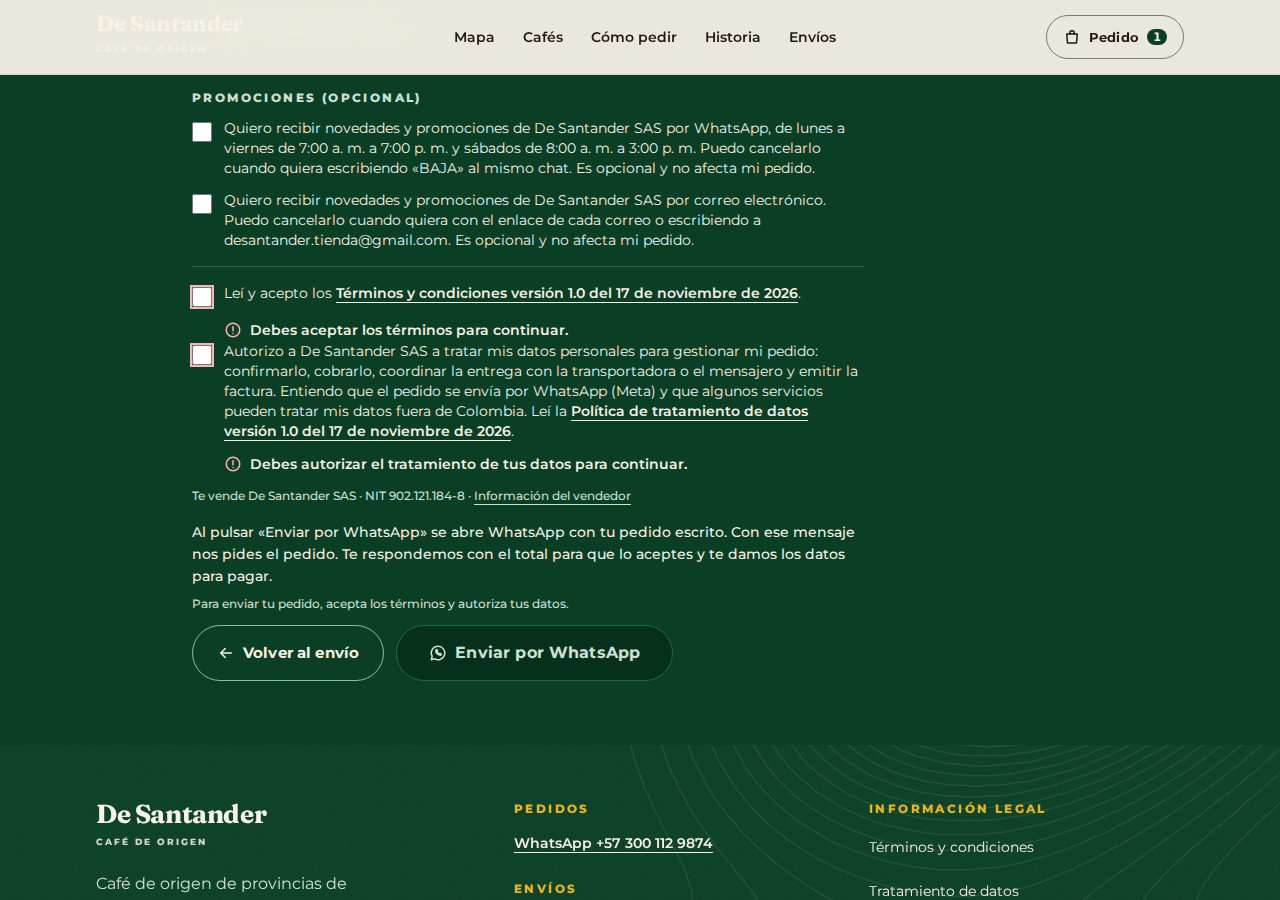 De Santander
CAFÉ DE ORIGEN
Mapa
Cafés
Cómo pedir
Historia
Envíos
Pedido 1
PROMOCIONES (OPCIONAL)
Quiero recibir novedades y promociones de De Santander SAS por WhatsApp, de lunes a
viernes de 7:00 a. m. a 7:00 p. m. y sábados de 8:00 a. m. a 3:00 p. m. Puedo cancelarlo
cuando quiera escribiendo «BAJA» al mismo chat. Es opcional y no afecta mi pedido.
Quiero recibir novedades y promociones de De Santander SAS por correo electrónico.
Puedo cancelarlo cuando quiera con el enlace de cada correo o escribiendo a
desantander.tienda@gmail.com. Es opcional y no afecta mi pedido.
Leí y acepto los Términos y condiciones versión 1.0 del 17 de noviembre de 2026.
Debes aceptar los términos para continuar.
Autorizo a De Santander SAS a tratar mis datos personales para gestionar mi pedido:
confirmarlo, cobrarlo, coordinar la entrega con la transportadora o el mensajero y emitir la
factura. Entiendo que el pedido se envía por WhatsApp (Meta) y que algunos servicios
pueden tratar mis datos fuera de Colombia. Leí la Política de tratamiento de datos
versión 1.0 del 17 de noviembre de 2026.
Debes autorizar el tratamiento de tus datos para continuar.
Te vende De Santander SAS · NIT 902.121.184-8 · Información del vendedor
Al pulsar «Enviar por WhatsApp» se abre WhatsApp con tu pedido escrito. Con ese mensaje
nos pides el pedido. Te respondemos con el total para que lo aceptes y te damos los datos
para pagar.
Para enviar tu pedido, acepta los términos y autoriza tus datos.
Volver al envío
Enviar por WhatsApp
De Santander
CAFÉ DE ORIGEN
Café de origen de provincias de
PEDIDOS
WhatsApp +57 300 112 9874
ENVÍOS
INFORMACIÓN LEGAL
Términos y condiciones
Tratamiento de datos